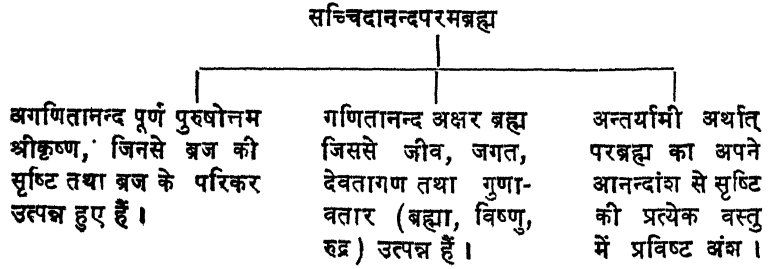 सच्चिदानन्दपरमब्रह्म
अगणितानन्द पूर्ण पुरुषोत्तम
श्रीकृष्ण, जिनसे ब्रज की
सृष्टि तथा ब्रज के परिकर
उत्पन्न हुए हैं ।
गणितानन्द अक्षर ब्रह्म
जिससे जीव, जगत,
देवतागण तथा गुणा-
वतार (ब्रह्मा, विष्णु,
रुद्र) उत्पन्न हैं ।
अन्तर्यामी अर्थात्
परब्रह्म का अपने
आनन्दांश से सृष्टि
की प्रत्येक वस्तु
में प्रविष्ट अंश ।